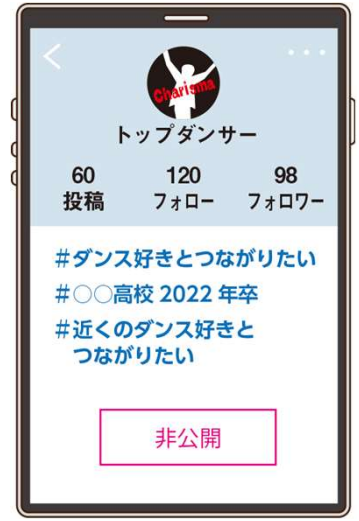 Charisma
トップダンサー
60 120 98
投稿 フォロー フォロワー
#ダンス好きとつながりたい
#○○高校 2022 年卒
#近くのダンス好きと
つながりたい
非公開